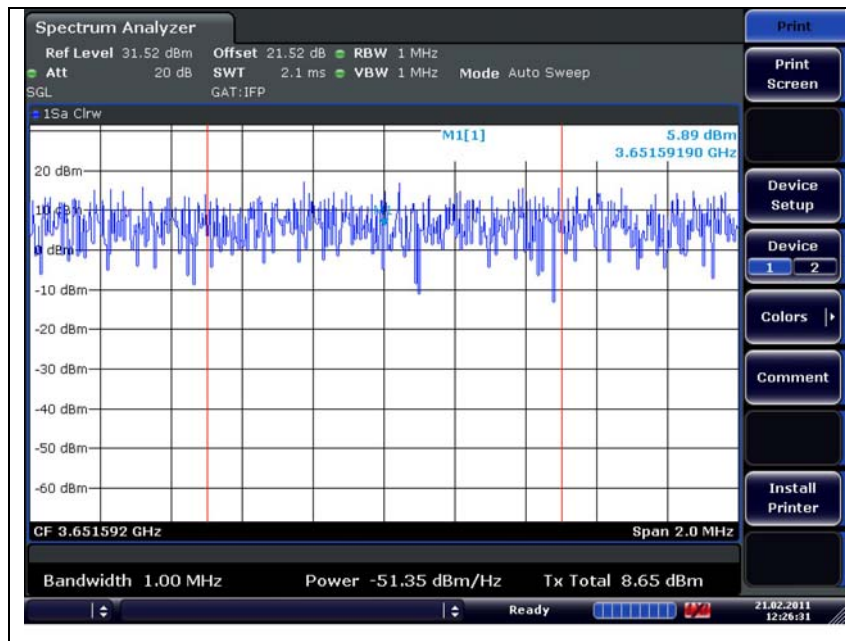 Spectrum Analyzer
Ref Level 31.52 dBm Offset 21.52 dB RBW 1 MHz
Att 20 dB SWT 2.1 ms VBW 1 MHz Mode Auto Sweep
SGL GAT:IFP
1Sa Clrw
M1[1] 5.89 dBm
3.65159190 GHz
20 dBm
10 dBm
0 dBm
-10 dBm
-20 dBm
-30 dBm
-40 dBm
-50 dBm
-60 dBm
CF 3.651592 GHz Span 2.0 MHz
Bandwidth 1.00 MHz Power -51.35 dBm/Hz Tx Total 8.65 dBm
Ready
21.02.2011
12:26:31
Print
Print
Screen
Device
Setup
Device
1 2
Colors
Comment
Install
Printer